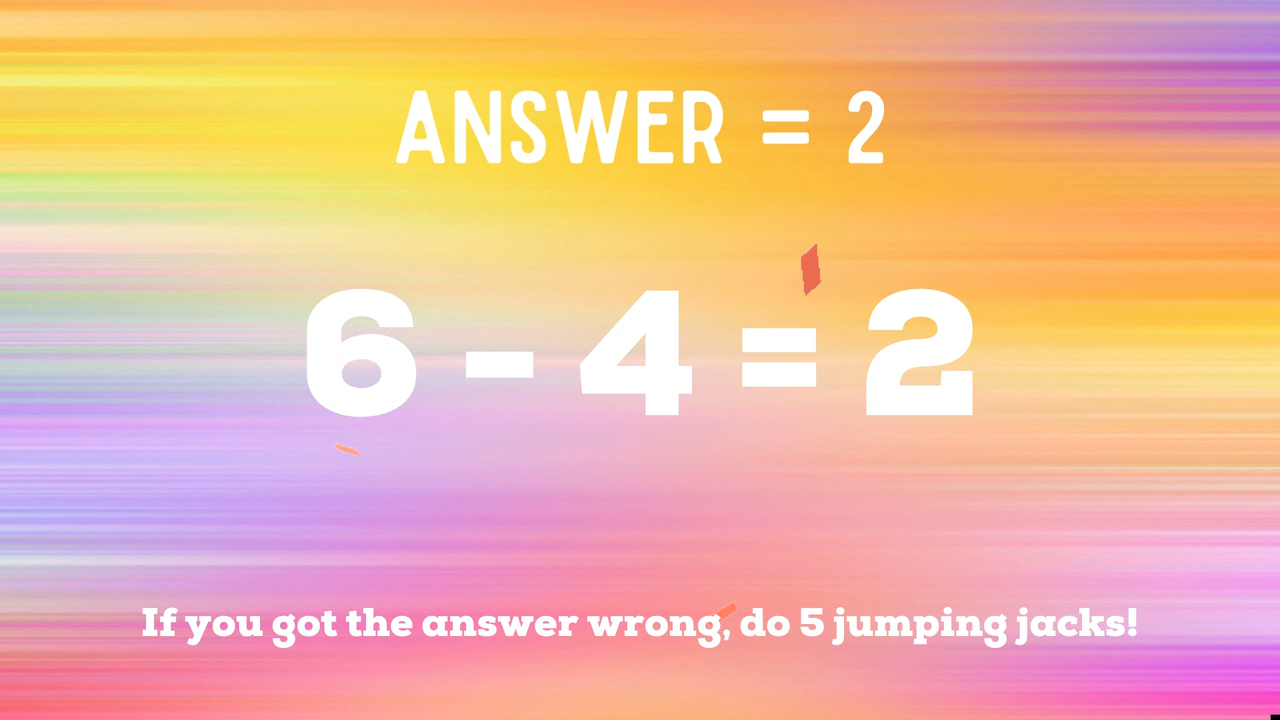 ANSWER = 2
6 - 4 = 2
If you got the answer wrong, do 5 jumping jacks!